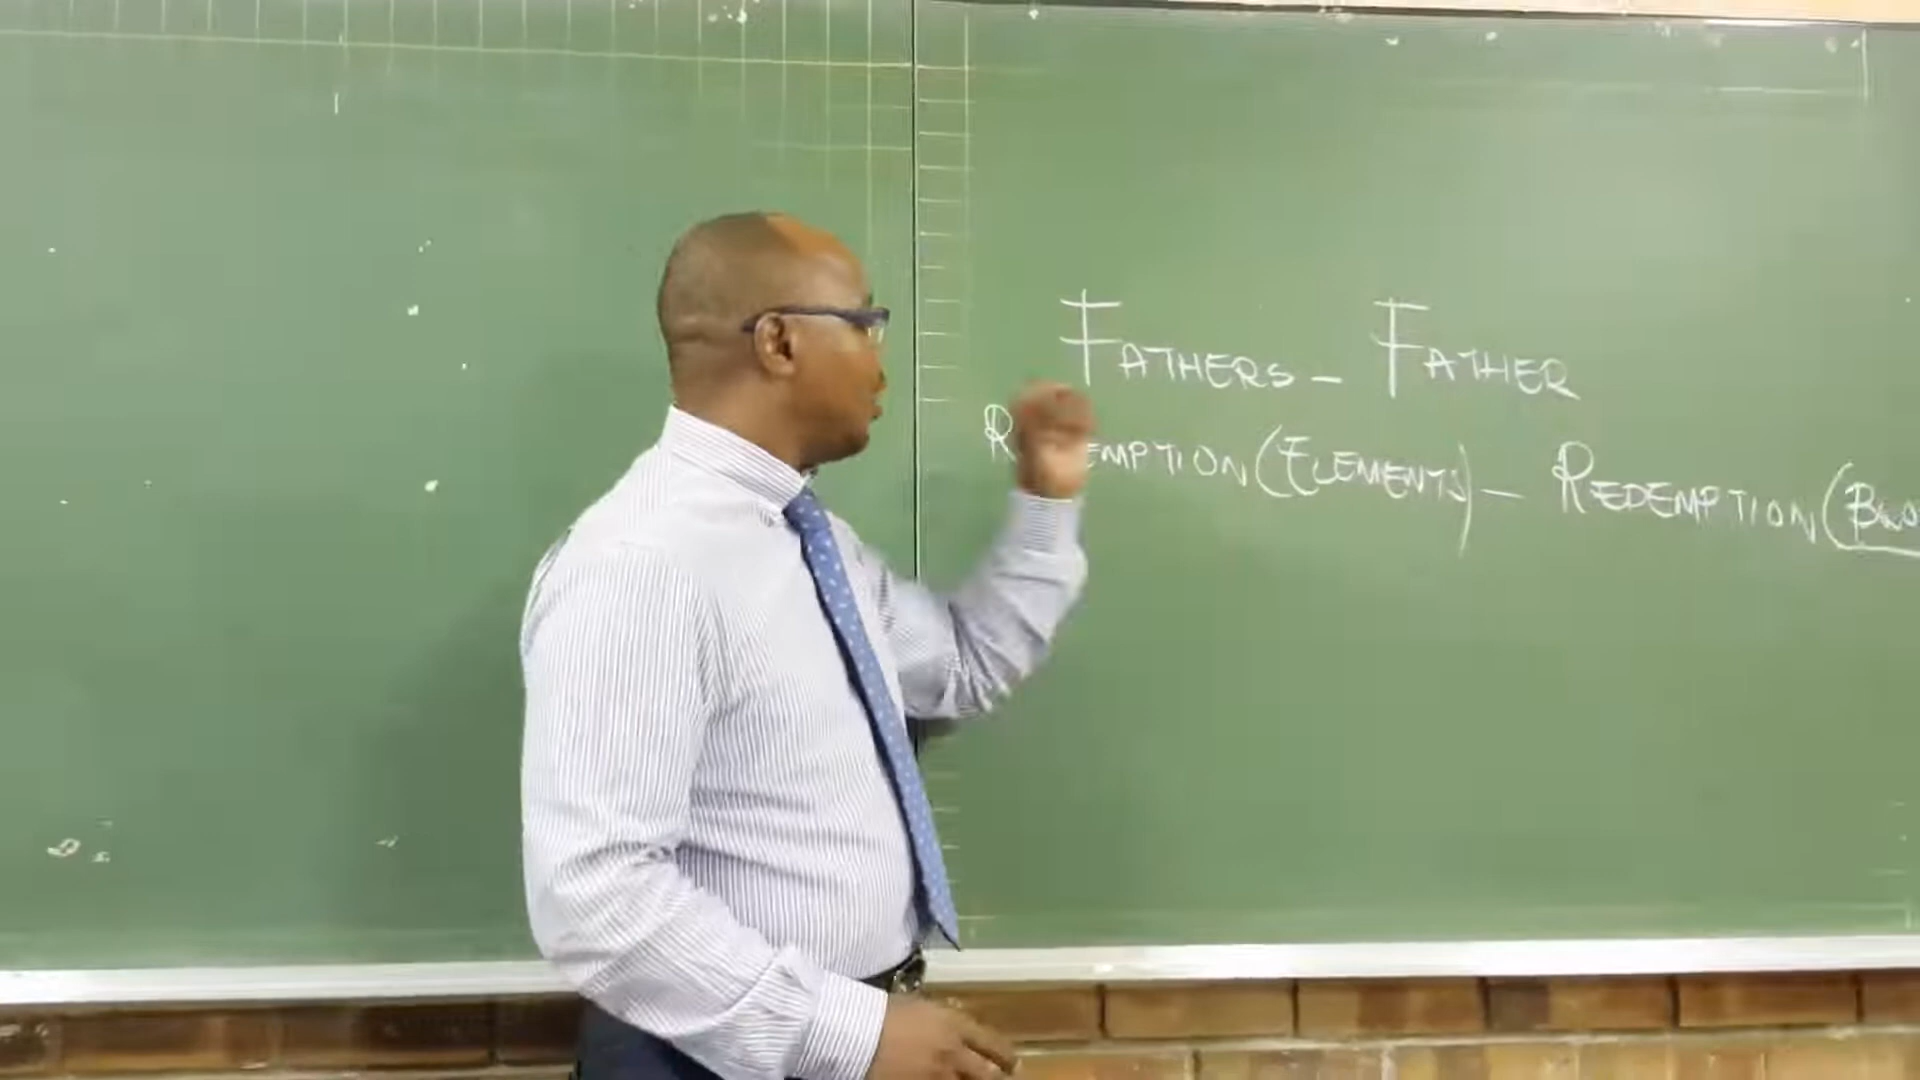 FATHERS - FATHER
EMPTION (ELEMENTS) - REDEMPTION (